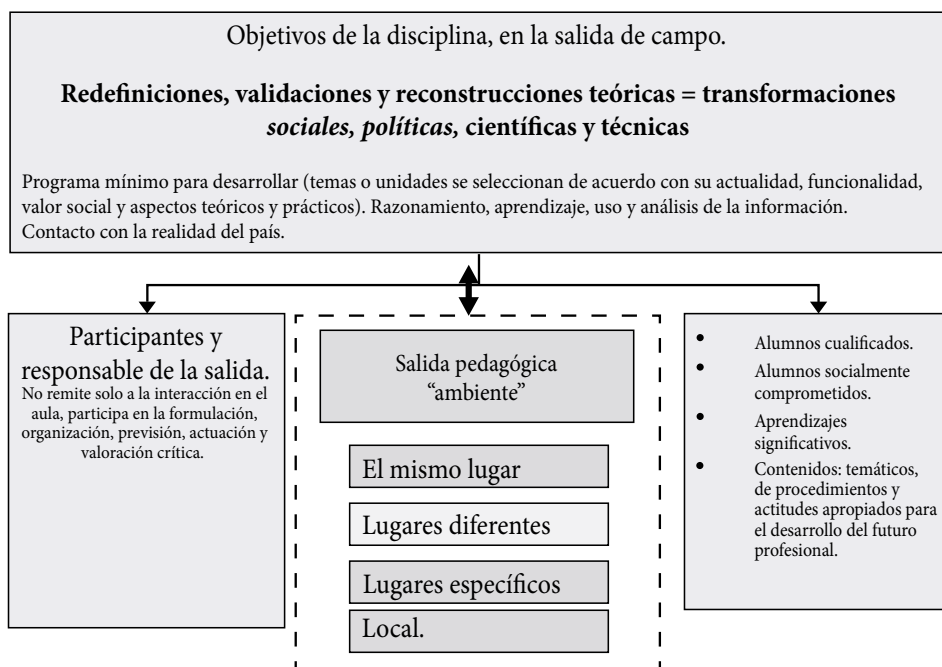 Objetivos de la disciplina, en la salida de campo.
Redefiniciones, validaciones y reconstrucciones teóricas = transformaciones
sociales, políticas, científicas y técnicas
Programa mínimo para desarrollar (temas o unidades se seleccionan de acuerdo con su actualidad, funcionalidad,
valor social y aspectos teóricos y prácticos). Razonamiento, aprendizaje, uso y análisis de la información.
Contacto con la realidad del país.
Participantes y
responsable de la salida.
No remite solo a la interacción en el
aula, participa en la formulación,
organización, previsión, actuación y
valoración crítica.
Salida pedagógica
“ambiente”
El mismo lugar
Lugares diferentes
Lugares específicos
Local.
• Alumnos cualificados.
• Alumnos socialmente
comprometidos.
• Aprendizajes
significativos.
• Contenidos: temáticos,
de procedimientos y
actitudes apropiados para
el desarrollo del futuro
profesional.